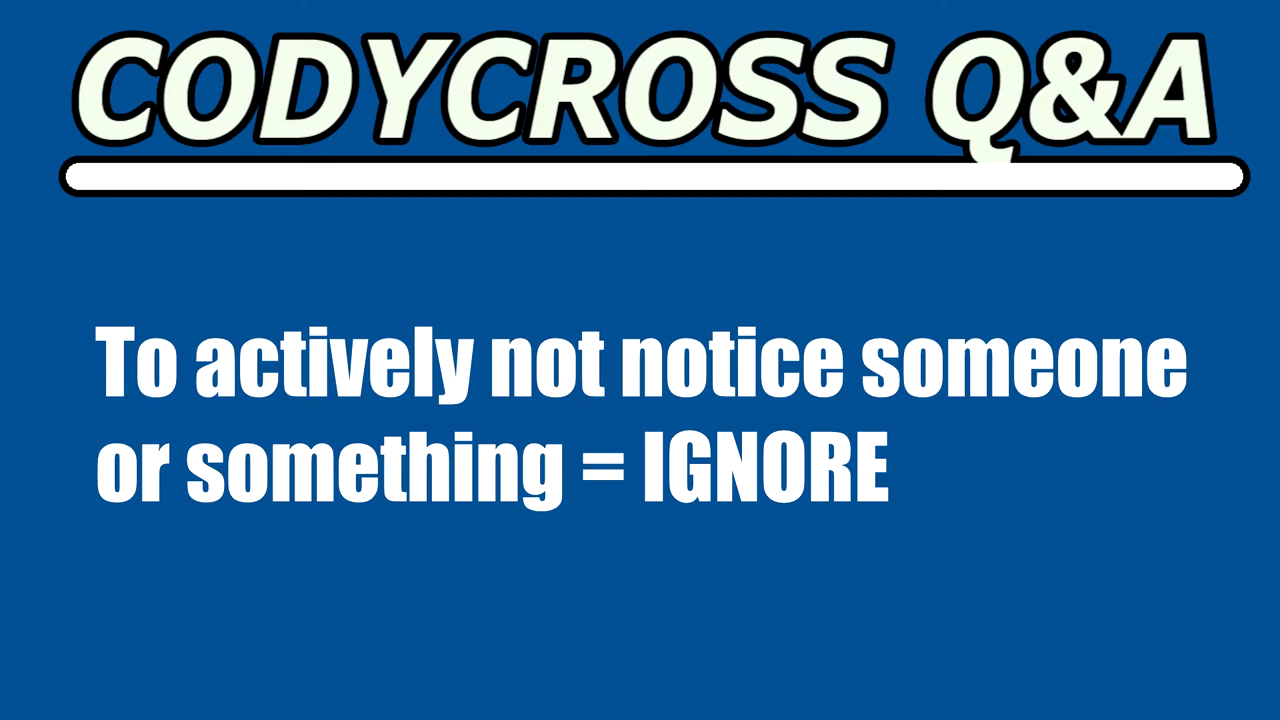 CODYCROSS Q&A
To actively not notice someone
or something = IGNORE